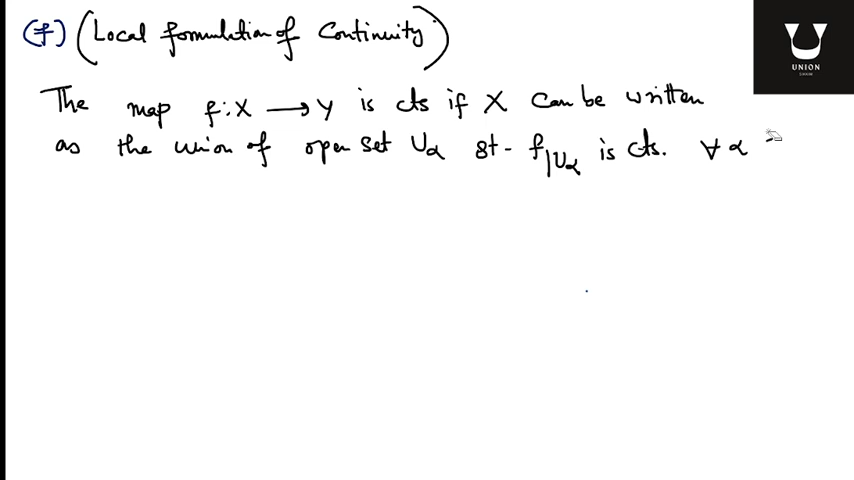 (f) (Local formulation of Continuity)
The map f: X ⟶ Y is cts if X can be written
as the union of open set Uα st- f|Uα is cts. ∀ α
UNION